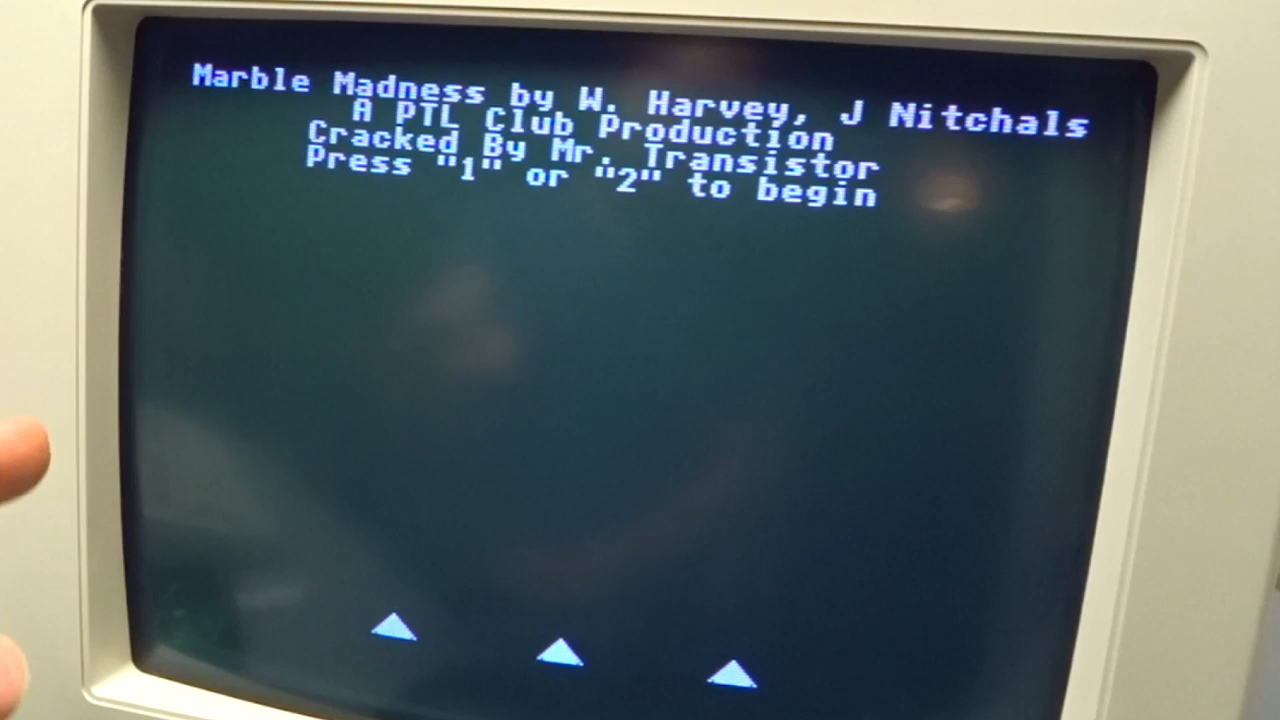 Marble Madness by W. Harvey, J Nitchals
A PTL Club Production
Cracked By Mr. Transistor
Press "1" or "2" to begin